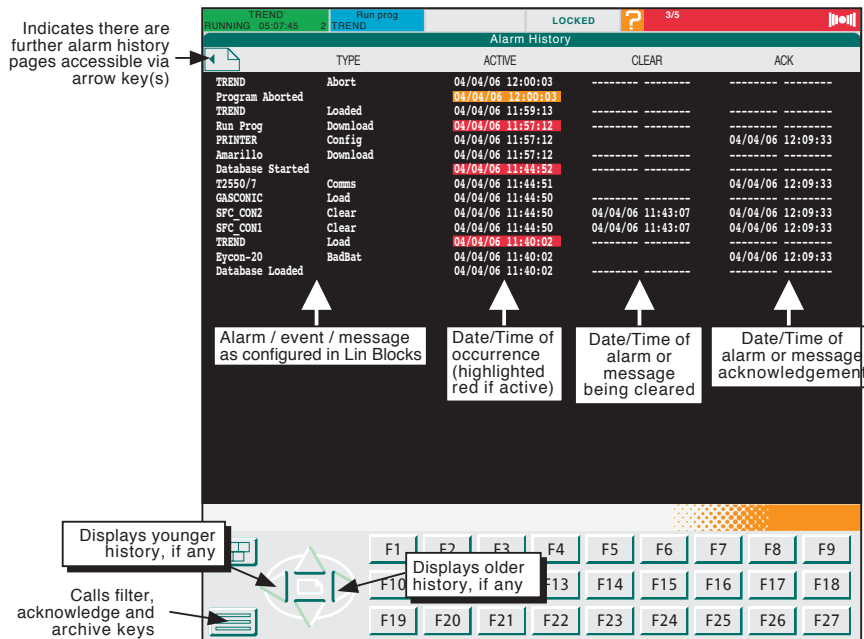 TREND
RUNNING 05:07:45 2
Run prog
TREND
LOCKED
?
3/5
Alarm History
TYPE ACTIVE CLEAR ACK
TREND Abort 04/04/06 12:00:03 -------- -------- -------- --------
Program Aborted 04/04/06 12:00:03
TREND Loaded 04/04/06 11:59:13 -------- -------- -------- --------
Run Prog Download 04/04/06 11:57:12 -------- --------
PRINTER Config 04/04/06 11:57:12 04/04/06 12:09:33
Amarillo Download 04/04/06 11:57:12 -------- -------- -------- --------
Database Started 04/04/06 11:44:52 -------- -------- -------- --------
T2550/7 Comms 04/04/06 11:44:51 04/04/06 12:09:33
GASCONIC Load 04/04/06 11:44:50 -------- -------- -------- --------
SFC_CON2 Clear 04/04/06 11:44:50 04/04/06 11:43:07 04/04/06 12:09:33
SFC_CON1 Clear 04/04/06 11:44:50 04/04/06 11:43:07 04/04/06 12:09:33
TREND Load 04/04/06 11:40:02 -------- -------- -------- --------
Eycon-20 BadBat 04/04/06 11:40:02 04/04/06 12:09:33
Database Loaded 04/04/06 11:40:02 -------- -------- -------- --------
Indicates there are
further alarm history
pages accessible via
arrow key(s)
Alarm / event / message
as configured in Lin Blocks
Date/Time of
occurrence
(highlighted
red if active)
Date/Time of
alarm or
message
being cleared
Date/Time of
alarm or message
acknowledgement
Displays younger
history, if any
Displays older
history, if any
Calls filter,
acknowledge and
archive keys
F1 F2 F3 F4 F5 F6 F7 F8 F9
F10 F13 F14 F15 F16 F17 F18
F19 F20 F21 F22 F23 F24 F25 F26 F27